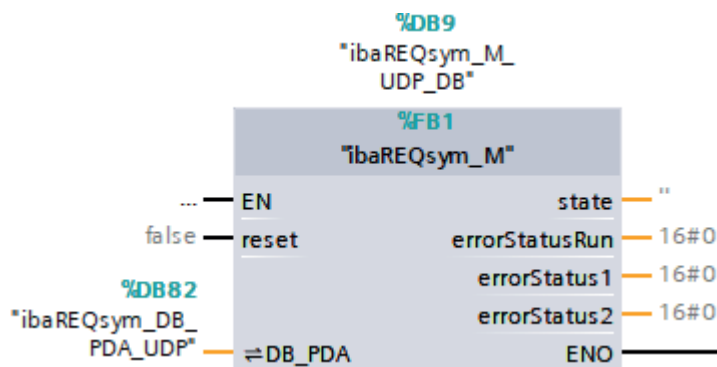 %DB9
"ibaREQsym_M_
UDP_DB"
%FB1
"ibaREQsym_M"
... EN state ''
false reset errorStatusRun 16#0
errorStatus1 16#0
%DB82
"ibaREQsym_DB_
errorStatus2 16#0
PDA_UDP" ⇌DB_PDA ENO